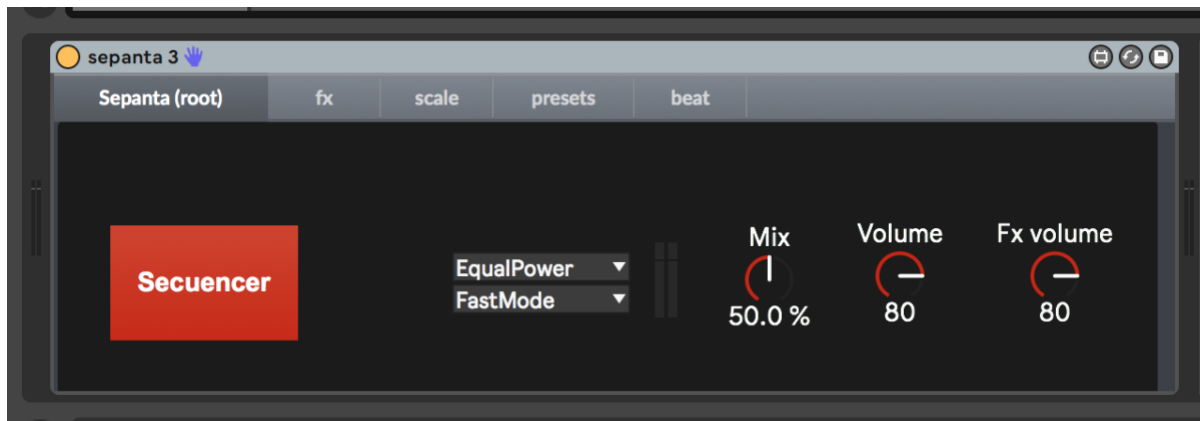 sepanta 3
Sepanta (root) fx scale presets beat
Secuencer
EqualPower
FastMode
Mix
50.0 %
Volume
80
Fx volume
80